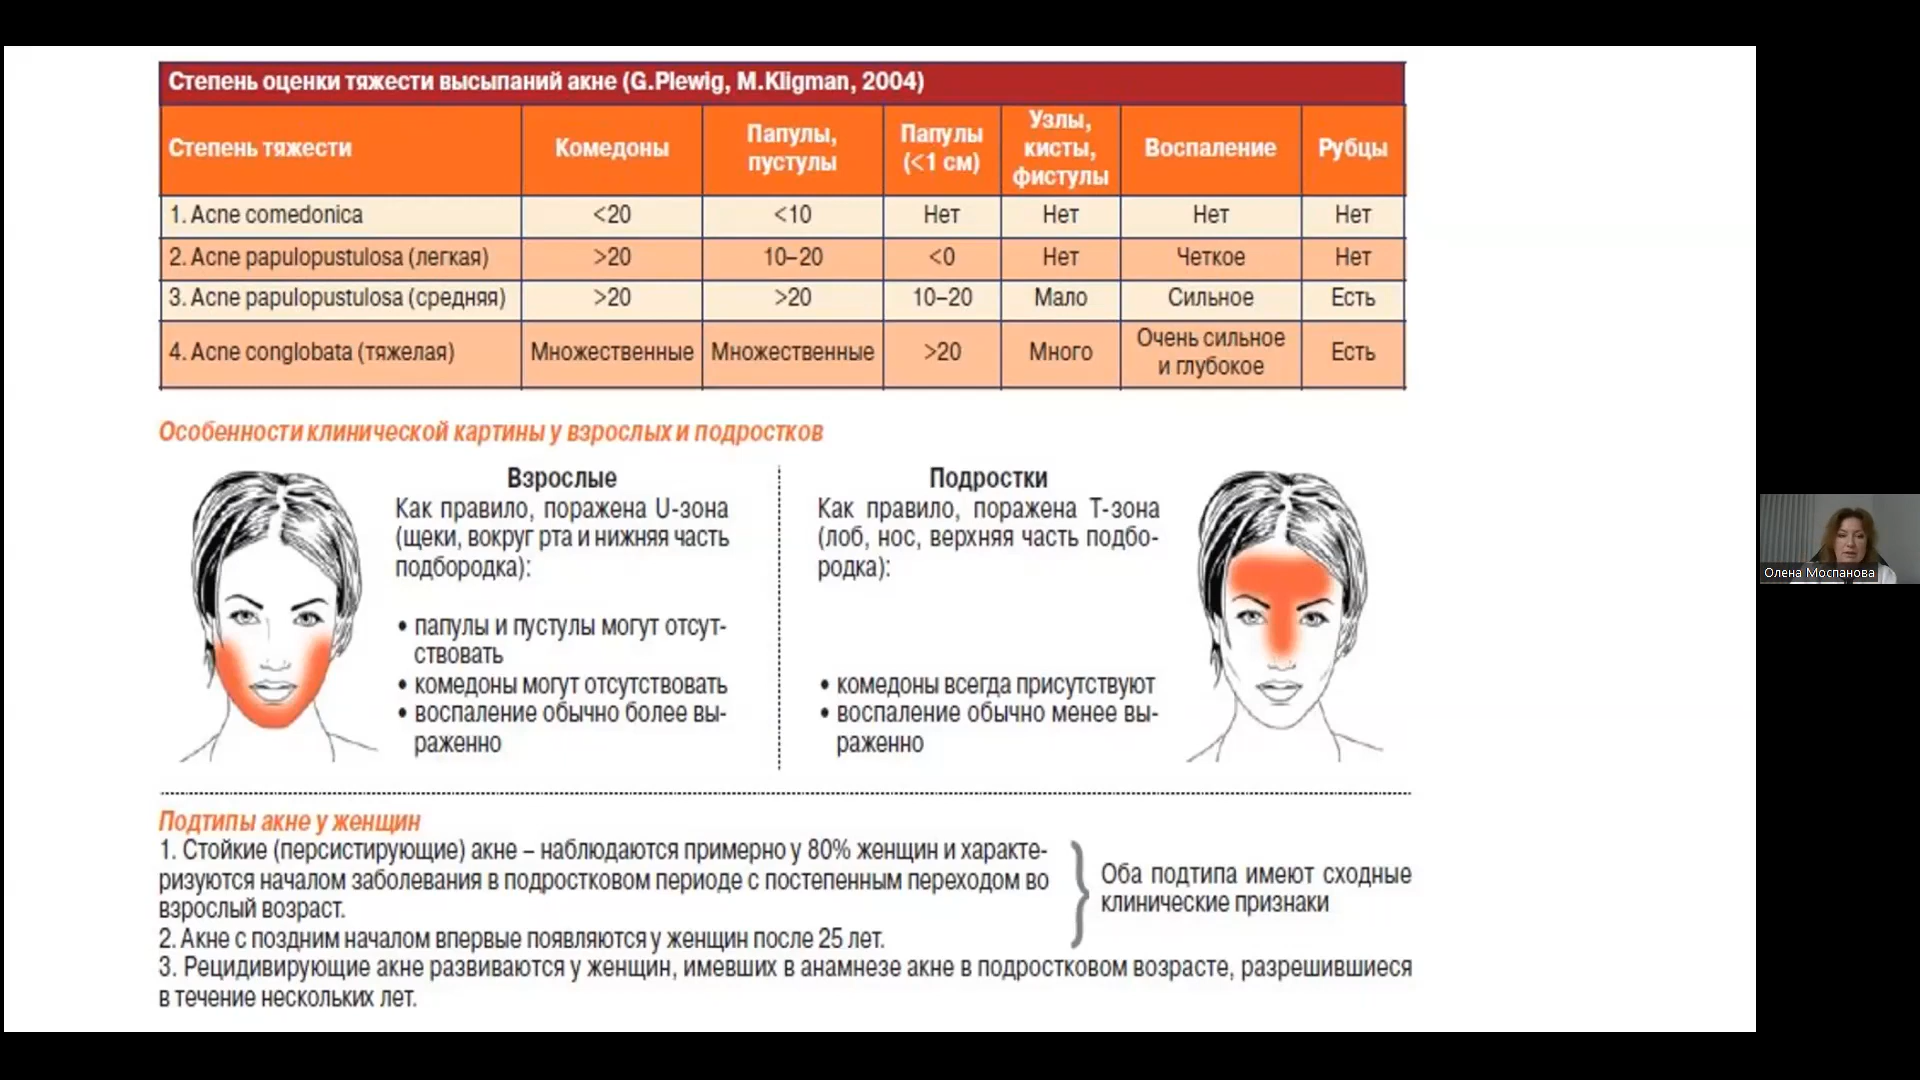 Степень оценки тяжести высыпаний акне (G.Plewig, M.Kligman, 2004)
Степень тяжести	Комедоны	Папулы, пустулы	Папулы (<1 см)	Узлы, кисты, фистулы	Воспаление	Рубцы
1. Acne comedonica	<20	<10	Нет	Нет	Нет	Нет
2. Acne papulopustulosa (легкая)	>20	10–20	<0	Нет	Четкое	Нет
3. Acne papulopustulosa (средняя)	>20	>20	10–20	Мало	Сильное	Есть
4. Acne conglobata (тяжелая)	Множественные	Множественные	>20	Много	Очень сильное и глубокое	Есть
Особенности клинической картины у взрослых и подростков
Взрослые
Как правило, поражена U-зона
(щеки, вокруг рта и нижняя часть
подбородка):
• папулы и пустулы могут отсут-
ствовать
• комедоны могут отсутствовать
• воспаление обычно более вы-
раженно
Подростки
Как правило, поражена Т-зона
(лоб, нос, верхняя часть подбо-
родка):
• комедоны всегда присутствуют
• воспаление обычно менее вы-
раженно
Подтипы акне у женщин
1. Стойкие (персистирующие) акне – наблюдаются примерно у 80% женщин и характе-
ризуются началом заболевания в подростковом периоде с постепенным переходом во
взрослый возраст.
2. Акне с поздним началом впервые появляются у женщин после 25 лет.
Оба подтипа имеют сходные
клинические признаки
3. Рецидивирующие акне развиваются у женщин, имевших в анамнезе акне в подростковом возрасте, разрешившиеся
в течение нескольких лет.
Олена Моспанова